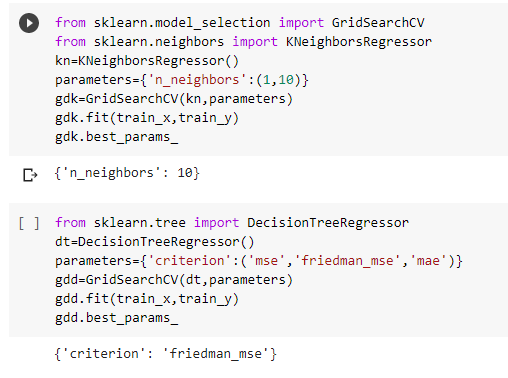 from sklearn.model_selection import GridSearchCV
from sklearn.neighbors import KNeighborsRegressor
kn=KNeighborsRegressor()
parameters={'n_neighbors':(1,10)}
gdk=GridSearchCV(kn,parameters)
gdk.fit(train_x,train_y)
gdk.best_params_
{'n_neighbors': 10}
[ ] from sklearn.tree import DecisionTreeRegressor
dt=DecisionTreeRegressor()
parameters={'criterion':('mse','friedman_mse','mae')}
gdd=GridSearchCV(dt,parameters)
gdd.fit(train_x,train_y)
gdd.best_params_
{'criterion': 'friedman_mse'}